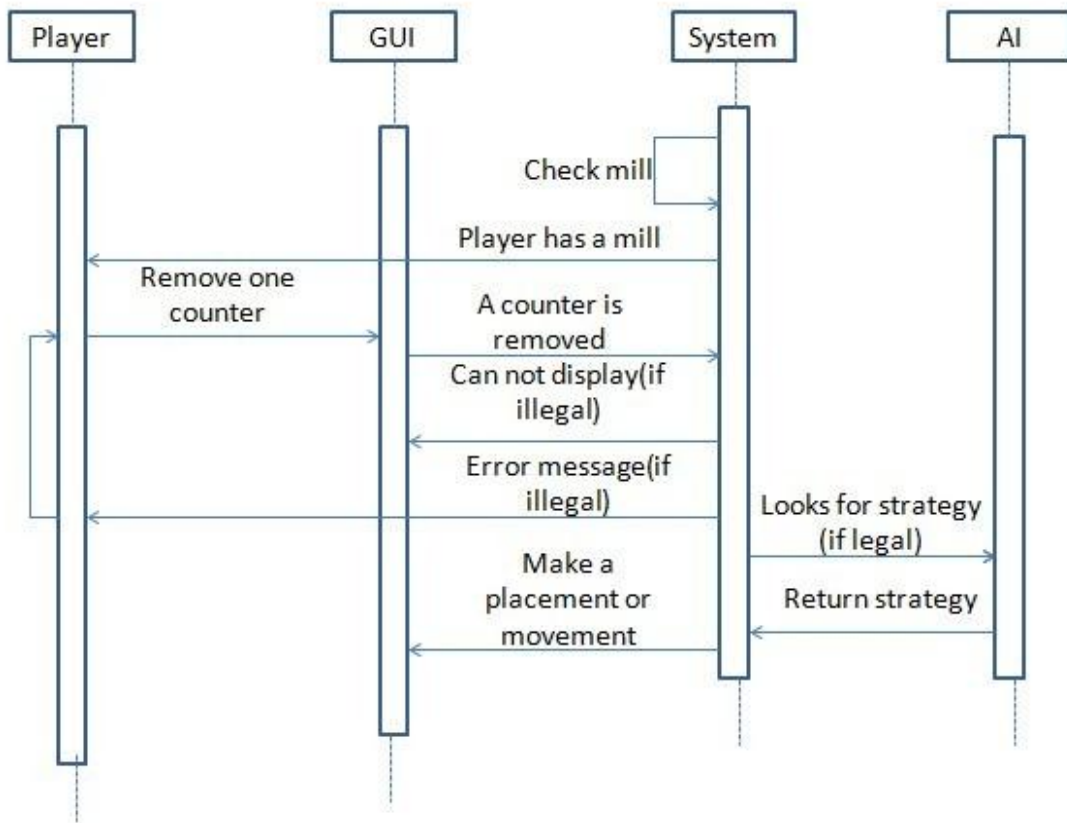 Player
GUI
System
AI
Check mill
Player has a mill
Remove one
counter
A counter is
removed
Can not display(if
illegal)
Error message(if
illegal)
Looks for strategy
(if legal)
Make a
placement or
movement
Return strategy